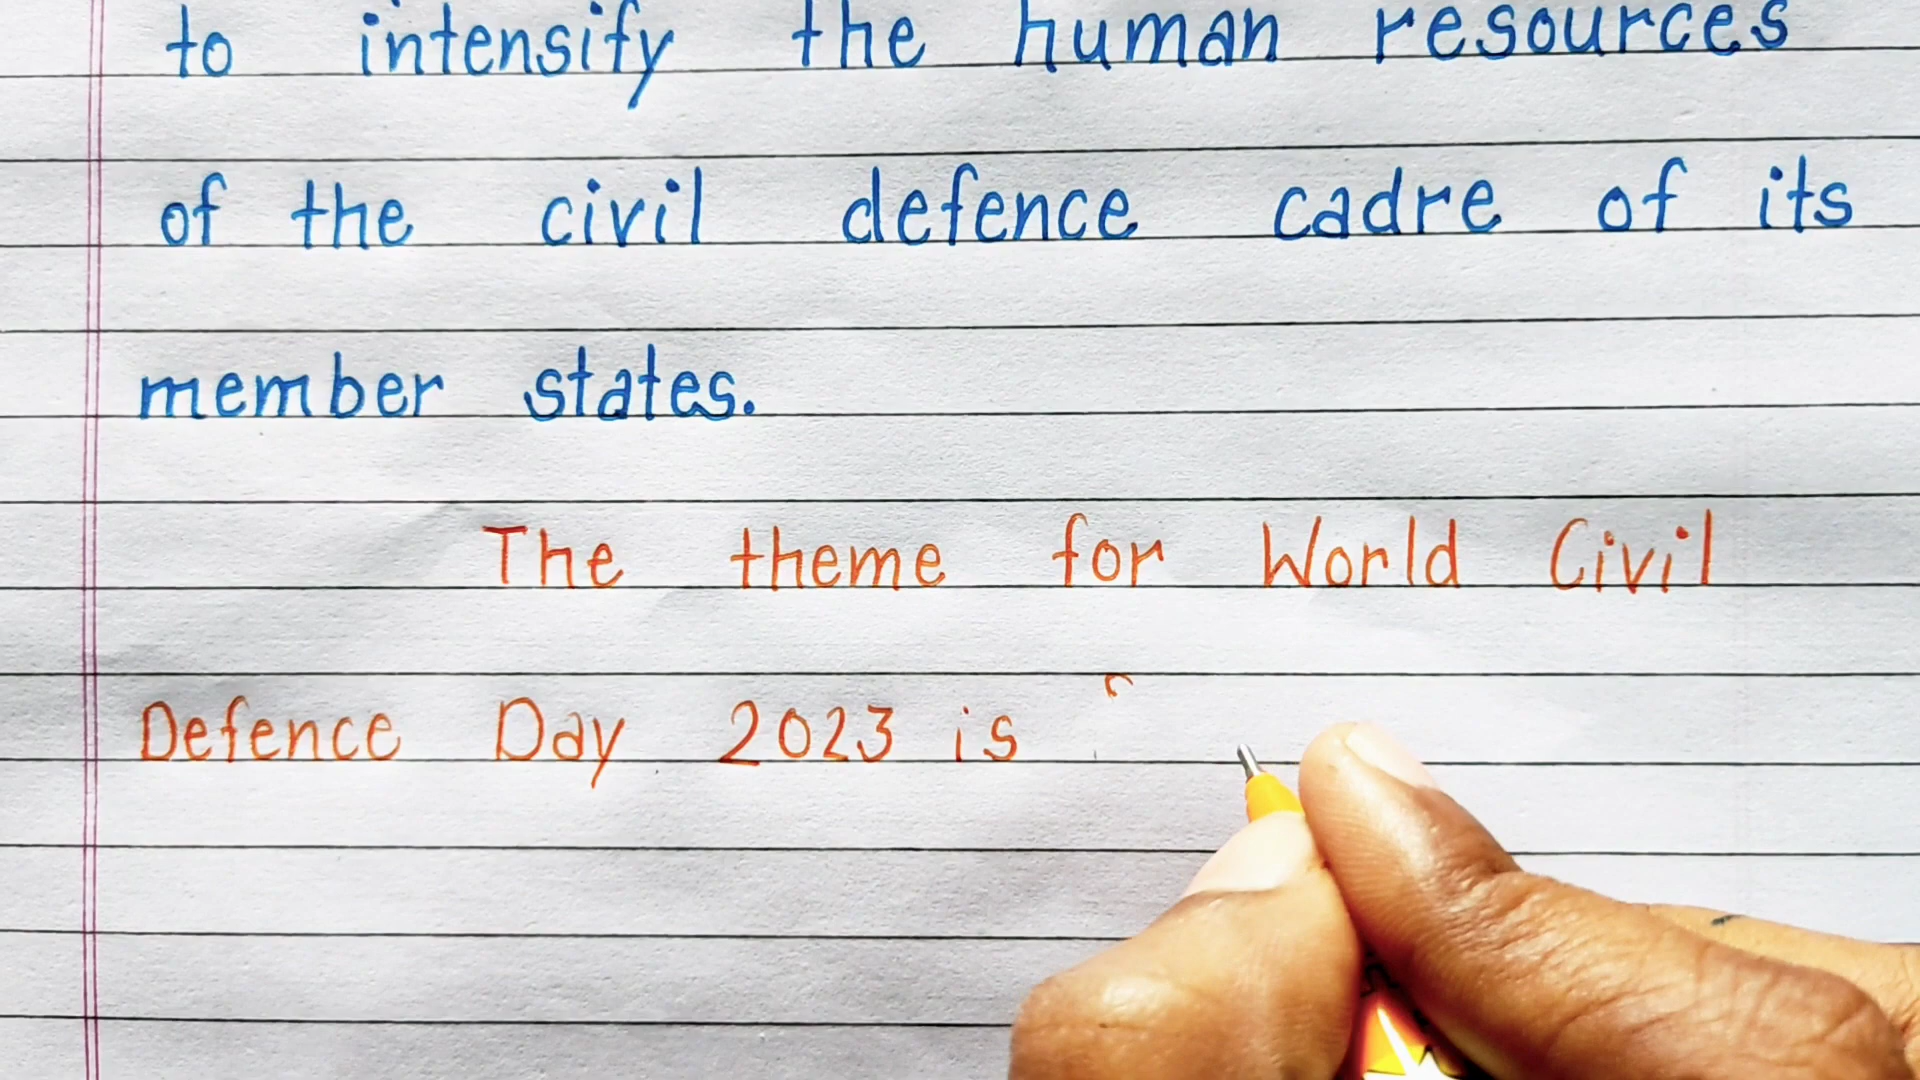 to intensify the human resources
of the civil defence cadre of its
member states.
The theme for World Civil
Defence Day 2023 is "